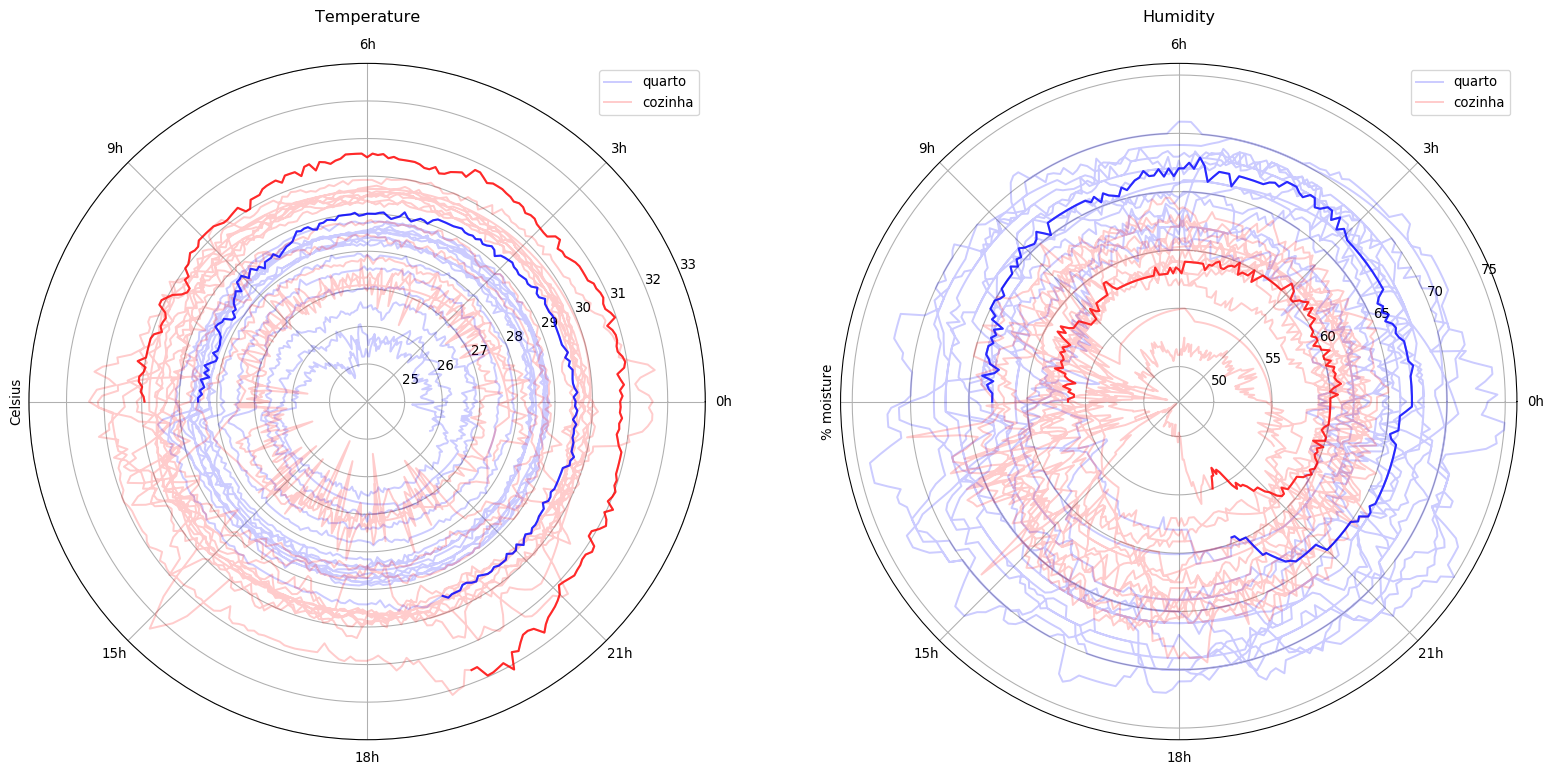 Temperature
6h
quarto
cozinha
9h
3h
33
32
31
30
29
28
27
26
25
Celsius
0h
15h
21h
18h
Humidity
6h
quarto
cozinha
9h
3h
75
70
65
60
55
50
% moisture
0h
15h
21h
18h